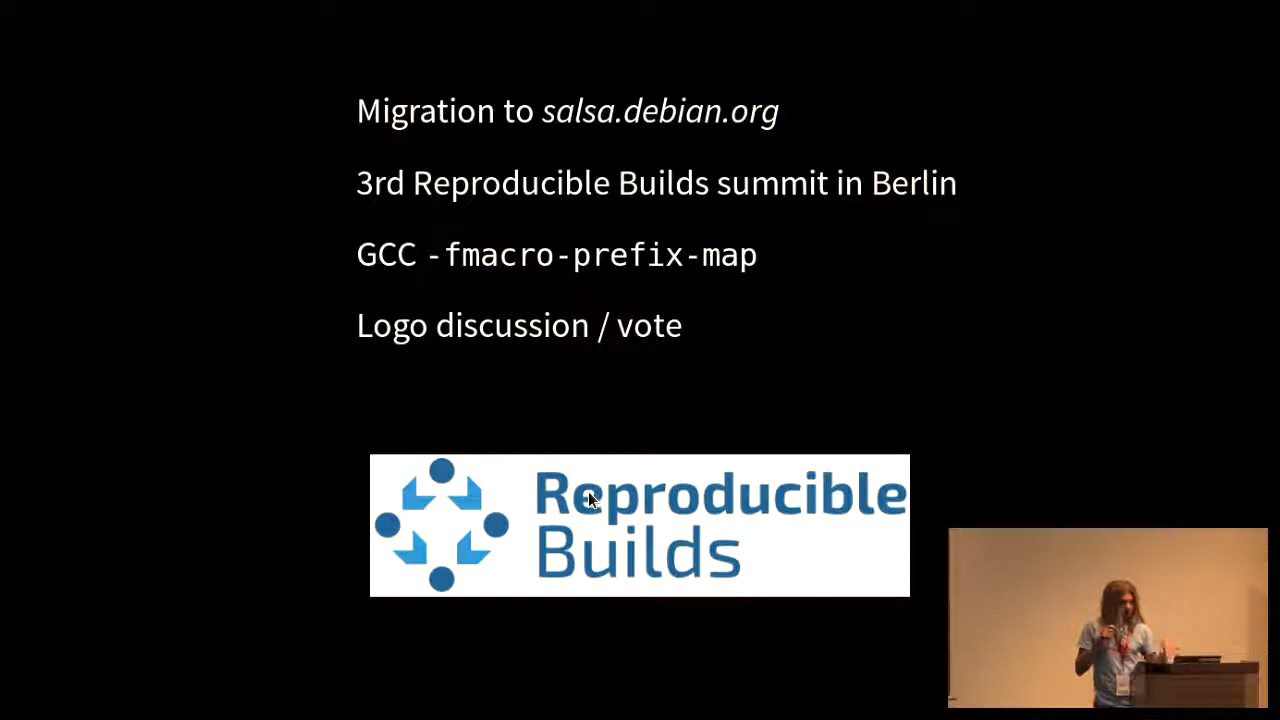 Migration to salsa.debian.org
3rd Reproducible Builds summit in Berlin
GCC -fmacro-prefix-map
Logo discussion / vote
Reproducible
Builds